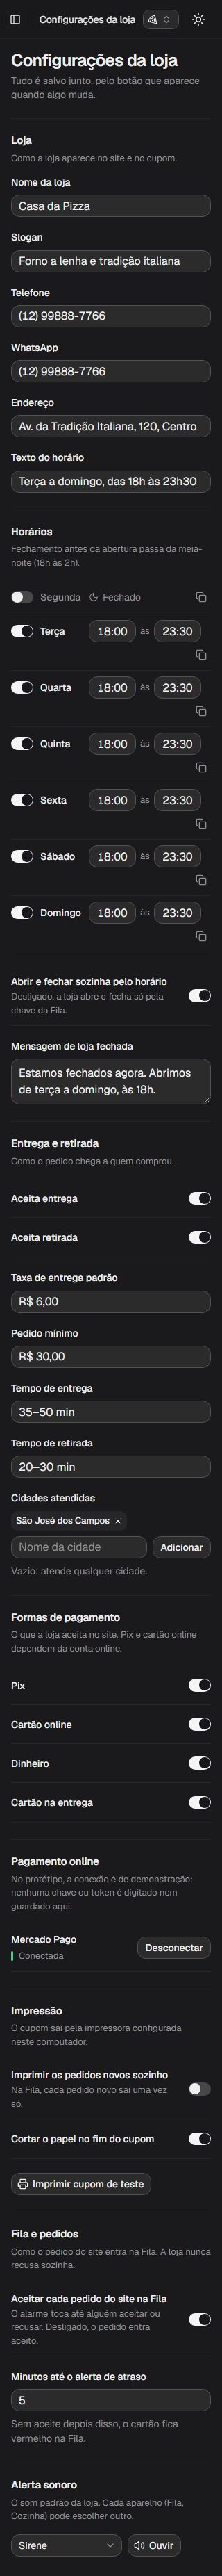 Configurações da loja
Configurações da loja
Tudo é salvo junto, pelo botão que aparece
quando algo muda.
Loja
Como a loja aparece no site e no cupom.
Nome da loja
Casa da Pizza
Slogan
Forno a lenha e tradição italiana
Telefone
(12) 99888-7766
WhatsApp
(12) 99888-7766
Endereço
Av. da Tradição Italiana, 120, Centro
Texto do horário
Terça a domingo, das 18h às 23h30
Horários
Fechamento antes da abertura passa da meia-
noite (18h às 2h).
Segunda Fechado
Terça 18:00 às 23:30
Quarta 18:00 às 23:30
Quinta 18:00 às 23:30
Sexta 18:00 às 23:30
Sábado 18:00 às 23:30
Domingo 18:00 às 23:30
Abrir e fechar sozinha pelo horário
Desligado, a loja abre e fecha só pela
chave da Fila.
Mensagem de loja fechada
Estamos fechados agora. Abrimos
de terça a domingo, às 18h.
Entrega e retirada
Como o pedido chega a quem comprou.
Aceita entrega
Aceita retirada
Taxa de entrega padrão
R$ 6,00
Pedido mínimo
R$ 30,00
Tempo de entrega
35–50 min
Tempo de retirada
20–30 min
Cidades atendidas
São José dos Campos ×
Nome da cidade Adicionar
Vazio: atende qualquer cidade.
Formas de pagamento
O que a loja aceita no site. Pix e cartão online
dependem da conta online.
Pix
Cartão online
Dinheiro
Cartão na entrega
Pagamento online
No protótipo, a conexão é de demonstração:
nenhuma chave ou token é digitado nem
guardado aqui.
Mercado Pago
Conectada
Desconectar
Impressão
O cupom sai pela impressora configurada
neste computador.
Imprimir os pedidos novos sozinho
Na Fila, cada pedido novo sai uma vez
só.
Cortar o papel no fim do cupom
Imprimir cupom de teste
Fila e pedidos
Como o pedido do site entra na Fila. A loja nunca
recusa sozinha.
Aceitar cada pedido do site na Fila
O alarme toca até alguém aceitar ou
recusar. Desligado, o pedido entra
aceito.
Minutos até o alerta de atraso
5
Sem aceite depois disso, o cartão fica
vermelho na Fila.
Alerta sonoro
O som padrão da loja. Cada aparelho (Fila,
Cozinha) pode escolher outro.
Sirene Ouvir